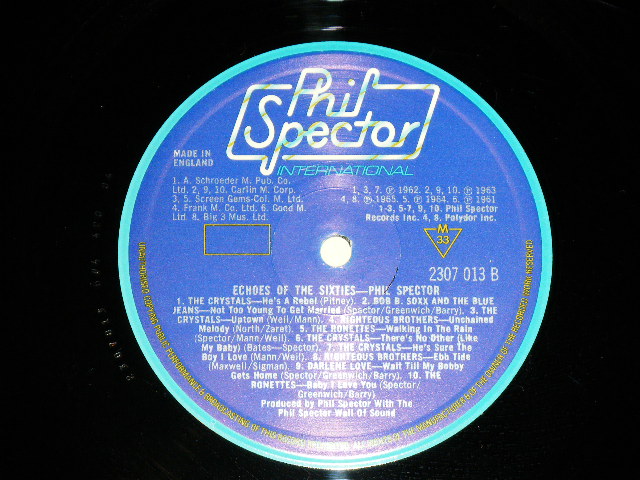 Phil
Spector
INTERNATIONAL
MADE IN
ENGLAND
1. A. Schroeder M. Pub. Co.
Ltd. 2, 9, 10. Carlin M. Corp.
3, 5. Screen Gems-Col. M. Ltd.
4. Frank M. Co. Ltd. 6. Good M.
Ltd. 8. Big 3 Mus. Ltd.
1, 3, 7. ℗ 1962. 2, 9, 10. ℗ 1963
4, 8. ℗ 1965. 5. ℗ 1964. 6. ℗ 1961
1-3, 5-7, 9, 10. Phil Spector
Records Inc. 4, 8. Polydor Inc.
M
33
2307 013 B
ECHOES OF THE SIXTIES—PHIL SPECTOR
1. THE CRYSTALS—He's A Rebel (Pitney). 2. BOB B. SOXX AND THE BLUE
JEANS—Not Too Young To Get Married (Spector/Greenwich/Barry). 3. THE
CRYSTALS—Uptown (Weil/Mann). 4. RIGHTEOUS BROTHERS—Unchained
Melody (North/Zaret). 5. THE RONETTES—Walking In The Rain
(Spector/Mann/Weil). 6. THE CRYSTALS—There's No Other (Like
My Baby) (Bates—Spector). 7. THE CRYSTALS—He's Sure The
Boy I Love (Mann/Weil). 8. RIGHTEOUS BROTHERS—Ebb Tide
(Maxwell/Sigman). 9. DARLENE LOVE—Wait Till My Bobby
Gets Home (Spector/Greenwich/Barry). 10. THE
RONETTES—Baby I Love You (Spector/
Greenwich/Barry)
Produced by Phil Spector With The
Phil Spector Wall Of Sound